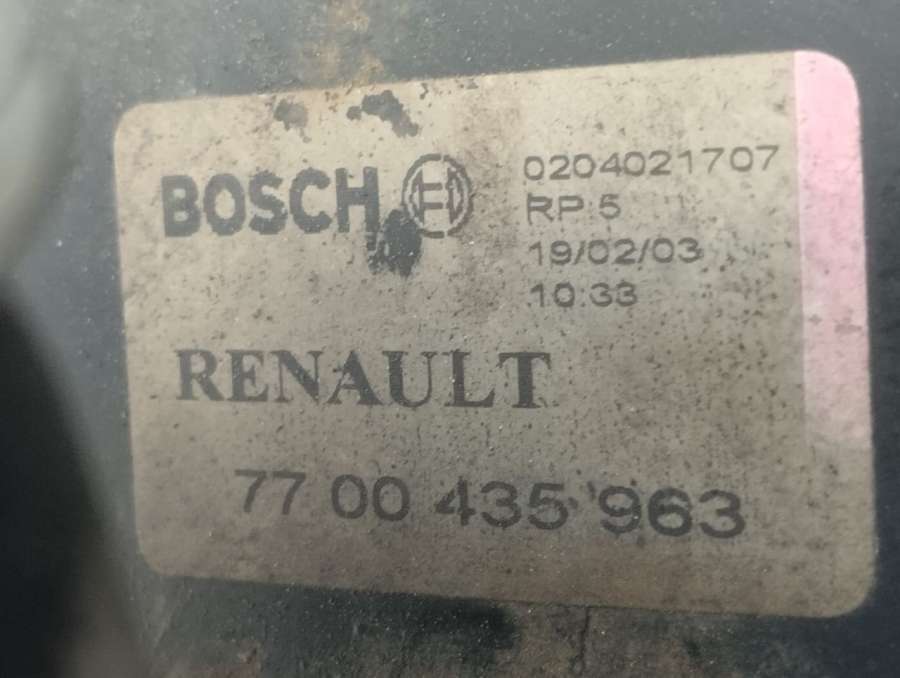 BOSCH
0204021707
RP 5
19/02/03
10:33
RENAULT
77 00 435 963